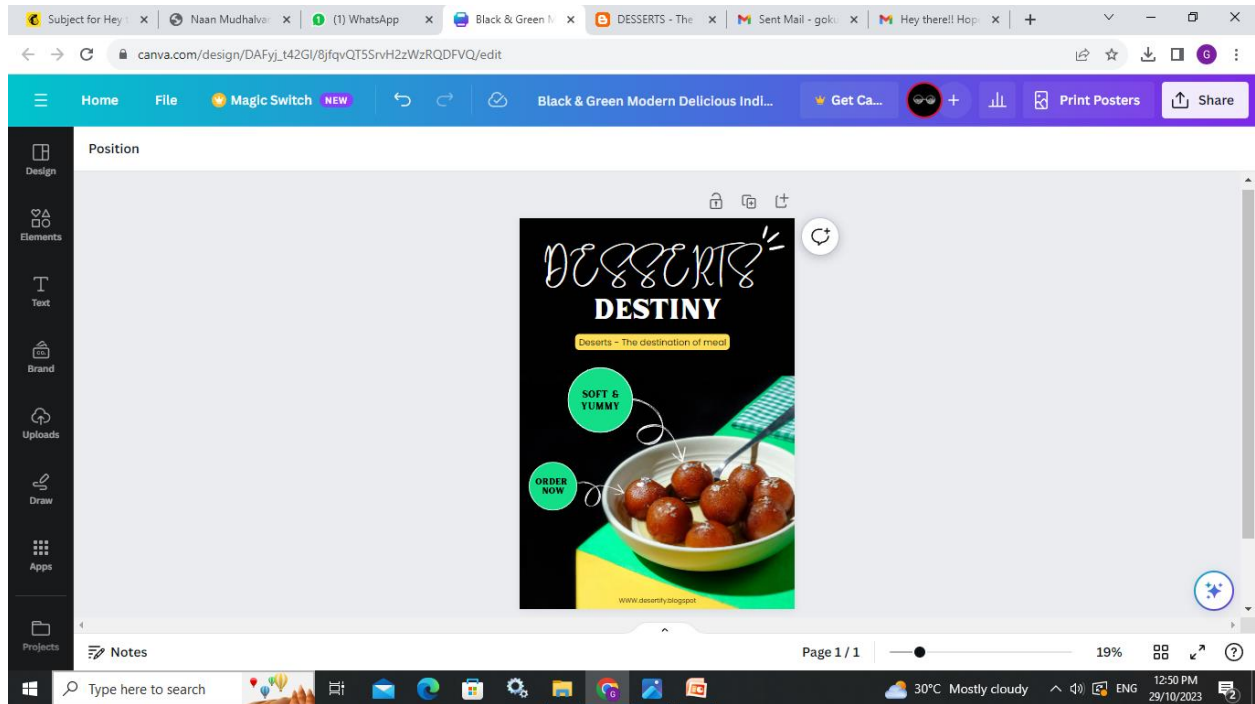 Subject for Hey
Naan Mudhalva
(1) WhatsApp
Black & Green M
DESSERTS - The
Sent Mail - goku
Hey there!! Hop
canva.com/design/DAFyj_t42GI/8jfqvQT5SrvH2zWzRQDFVQ/edit
G
Home
File
Magic Switch NEW
Black & Green Modern Delicious Indi...
Get Ca...
Print Posters
Share
Design
Position
Elements
Text
Brand
Uploads
Draw
Apps
Projects
DESSERTS
DESTINY
Deserts - The destination of meal
SOFT &
YUMMY
ORDER
NOW
WWW.desertify.blogspot
Notes
Page 1 / 1
19%
Type here to search
30°C Mostly cloudy
ENG
12:50 PM
29/10/2023
2